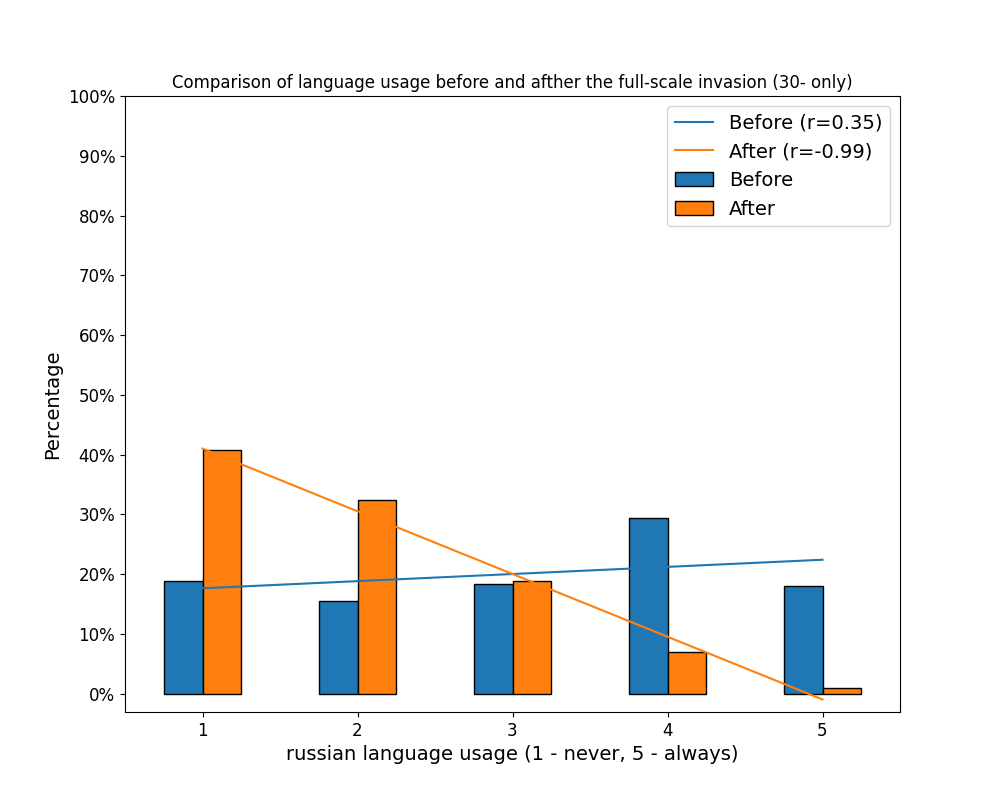 Comparison of language usage before and afther the full-scale invasion (30- only)
100%
90%
80%
70%
60%
50%
40%
30%
20%
10%
0%
Percentage
Before (r=0.35)
After (r=-0.99)
Before
After
1 2 3 4 5
russian language usage (1 - never, 5 - always)